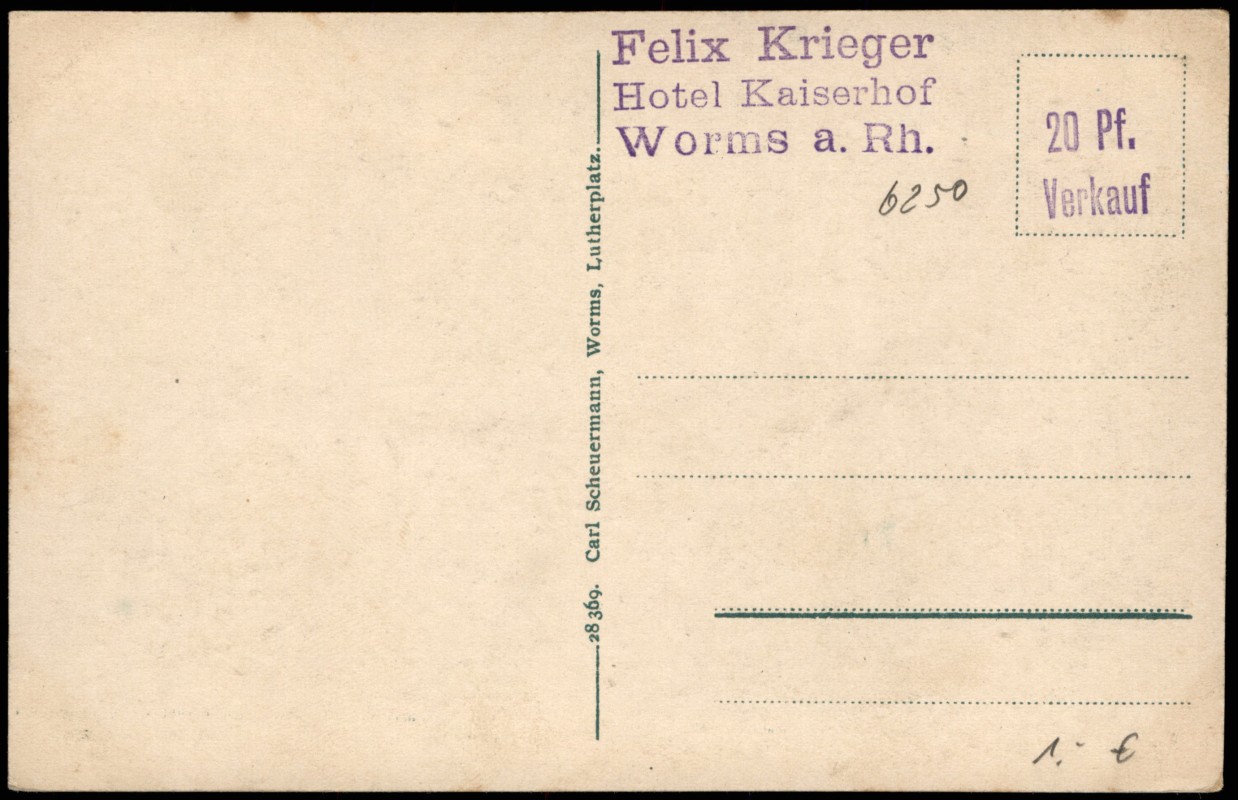 Felix Krieger
Hotel Kaiserhof
Worms a. Rh.
20 Pf.
Verkauf
6250
28369. Carl Scheuermann, Worms, Lutherplatz.
1.- €